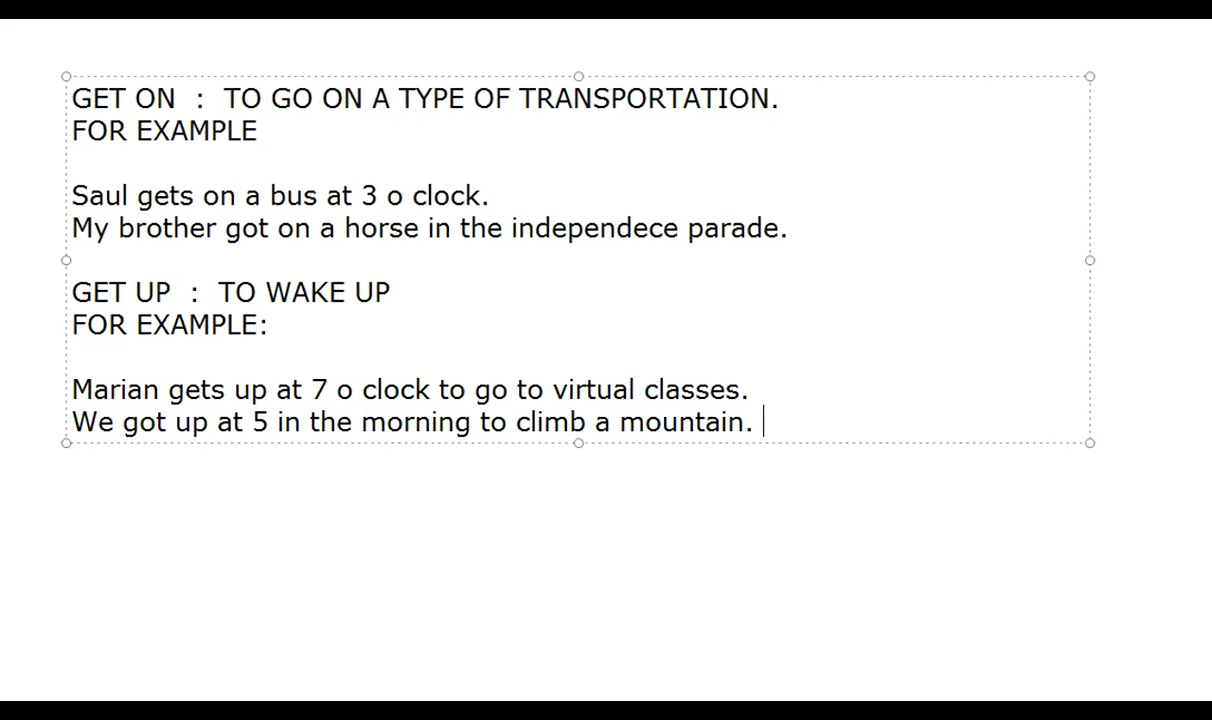 GET ON  :  TO GO ON A TYPE OF TRANSPORTATION.
FOR EXAMPLE
Saul gets on a bus at 3 o clock.
My brother got on a horse in the independece parade.
GET UP  :  TO WAKE UP
FOR EXAMPLE:
Marian gets up at 7 o clock to go to virtual classes.
We got up at 5 in the morning to climb a mountain.